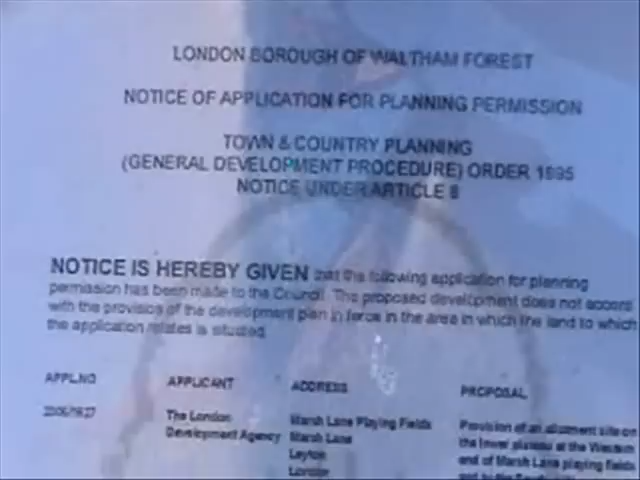 LONDON BOROUGH OF WALTHAM FOREST
NOTICE OF APPLICATION FOR PLANNING PERMISSION
TOWN & COUNTRY PLANNING
(GENERAL DEVELOPMENT PROCEDURE) ORDER 1995
NOTICE UNDER ARTICLE 8
NOTICE IS HEREBY GIVEN that the following application for planning
permission has been made to the Council. The proposed development does not accord
with the provision of the development plan in force in the area in which the land to which
the application relates is situated.
APPL.NO APPLICANT ADDRESS PROPOSAL
The London Marsh Lane Playing Fields Provision of an allotment site on
Development Agency Marsh Lane the lower plateau at the Western
Leyton end of Marsh Lane playing fields
London